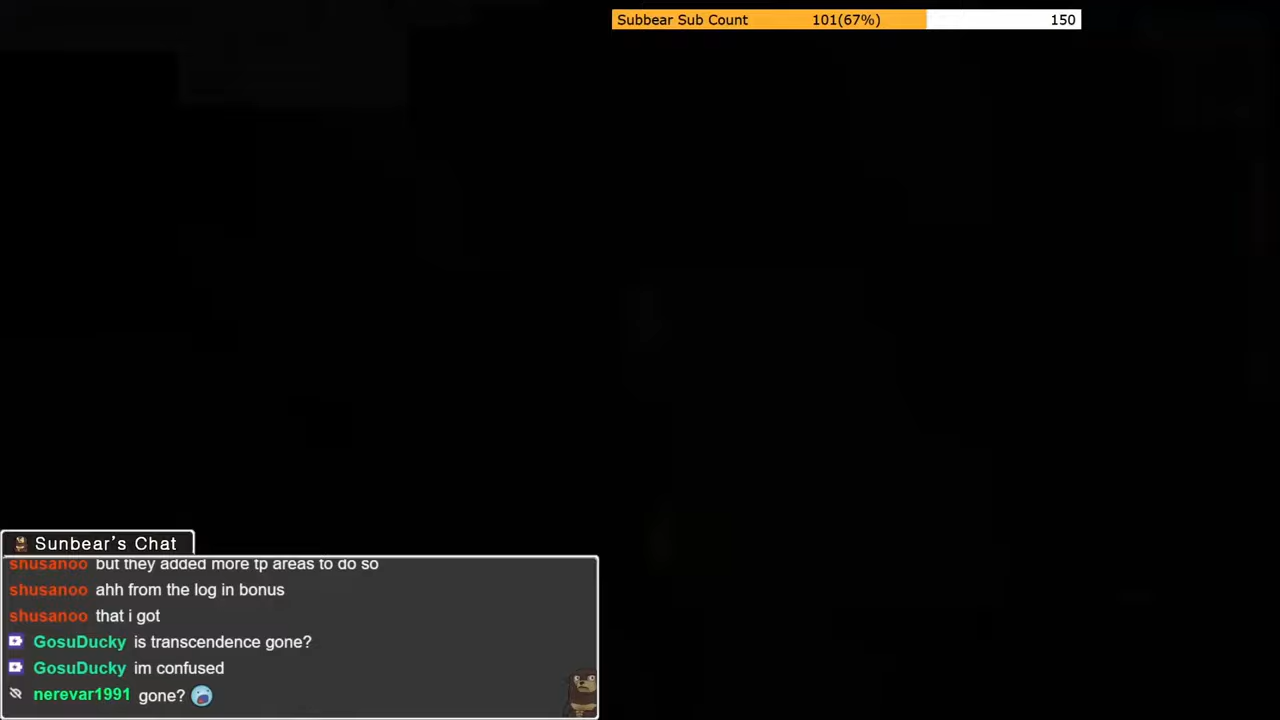 Subbear Sub Count 101(67%) 150
Sunbear's Chat
shusanoo but they added more tp areas to do so
shusanoo ahh from the log in bonus
shusanoo that i got
GosuDucky is transcendence gone?
GosuDucky im confused
nerevar1991 gone?